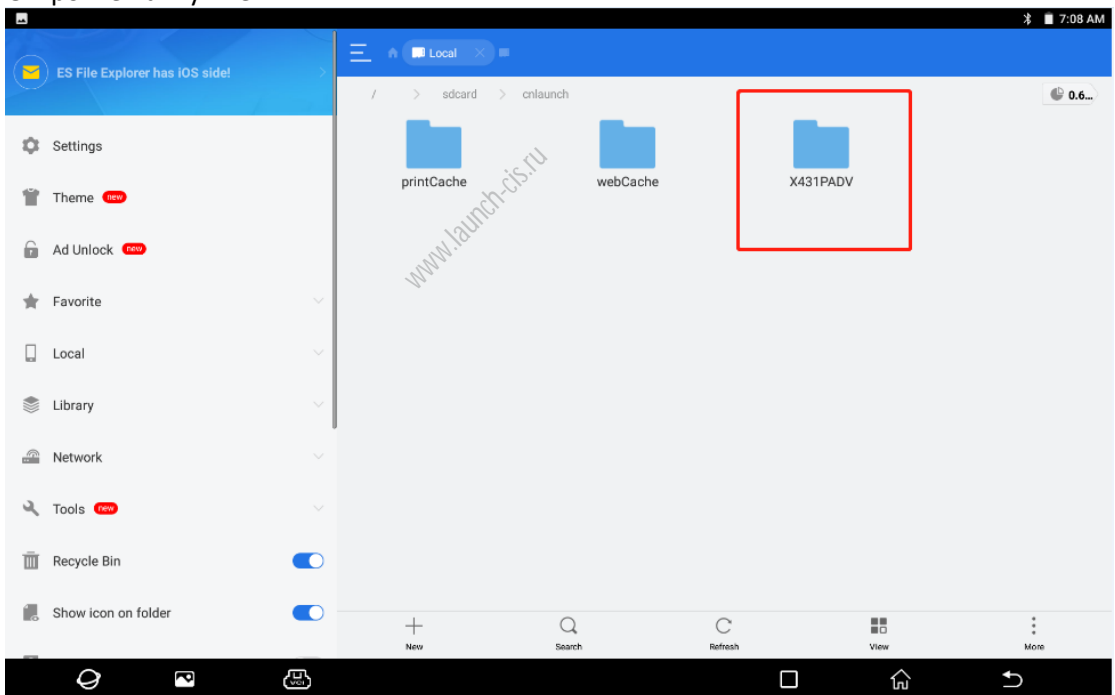 7:08 AM
ES File Explorer has iOS side!
Local
/ > sdcard > cnlaunch
0.6...
Settings
Theme new
Ad Unlock new
Favorite
Local
Library
Network
Tools new
Recycle Bin
Show icon on folder
printCache
webCache
X431PADV
www.launch-cis.ru
New
Search
Refresh
View
More
VCI